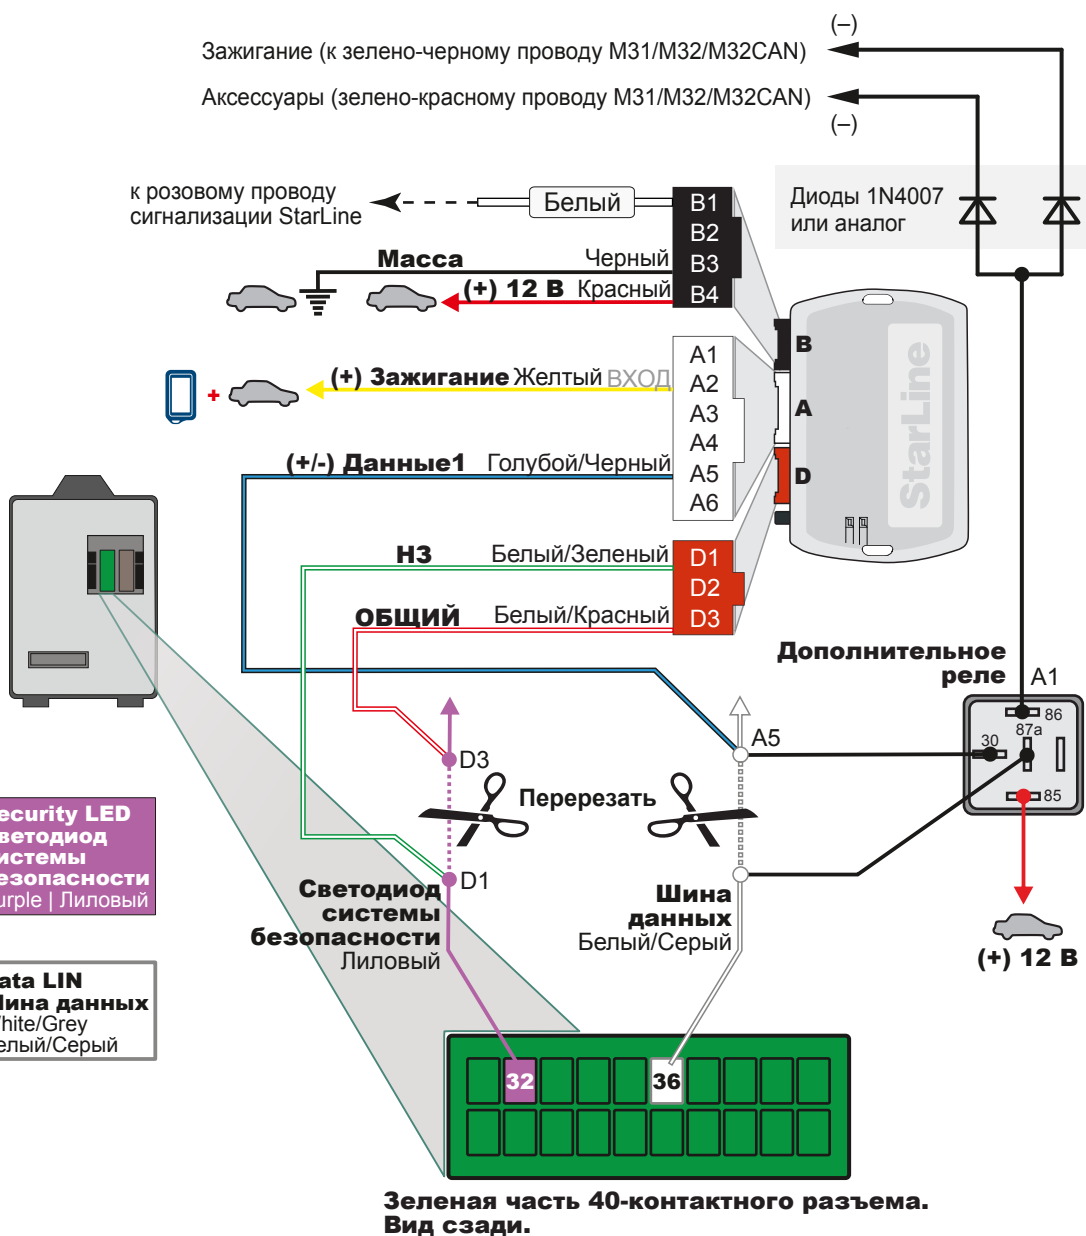 (–)
Зажигание (к зелено-черному проводу M31/M32/M32CAN)
Аксессуары (зелено-красному проводу M31/M32/M32CAN)
(–)
к розовому проводу
сигнализации StarLine
Белый
B1
B2
B3
B4
Диоды 1N4007
или аналог
Масса
Черный
(+) 12 В Красный
B
A
D
StarLine
A1
A2
A3
A4
A5
A6
+
(+) Зажигание Желтый ВХОД
(+/-) Данные1 Голубой/Черный
НЗ
Белый/Зеленый
D1
D2
D3
ОБЩИЙ
Белый/Красный
Дополнительное
реле
A1
86
87a
30
85
D3
A5
Перерезать
D1
(+) 12 В
ecurity LED
ветодиод
истемы
езопасности
urple | Лиловый
Светодиод
системы
безопасности
Лиловый
Шина
данных
Белый/Серый
ata LIN
ина данных
hite/Grey
елый/Серый
32
36
Зеленая часть 40-контактного разъема.
Вид сзади.